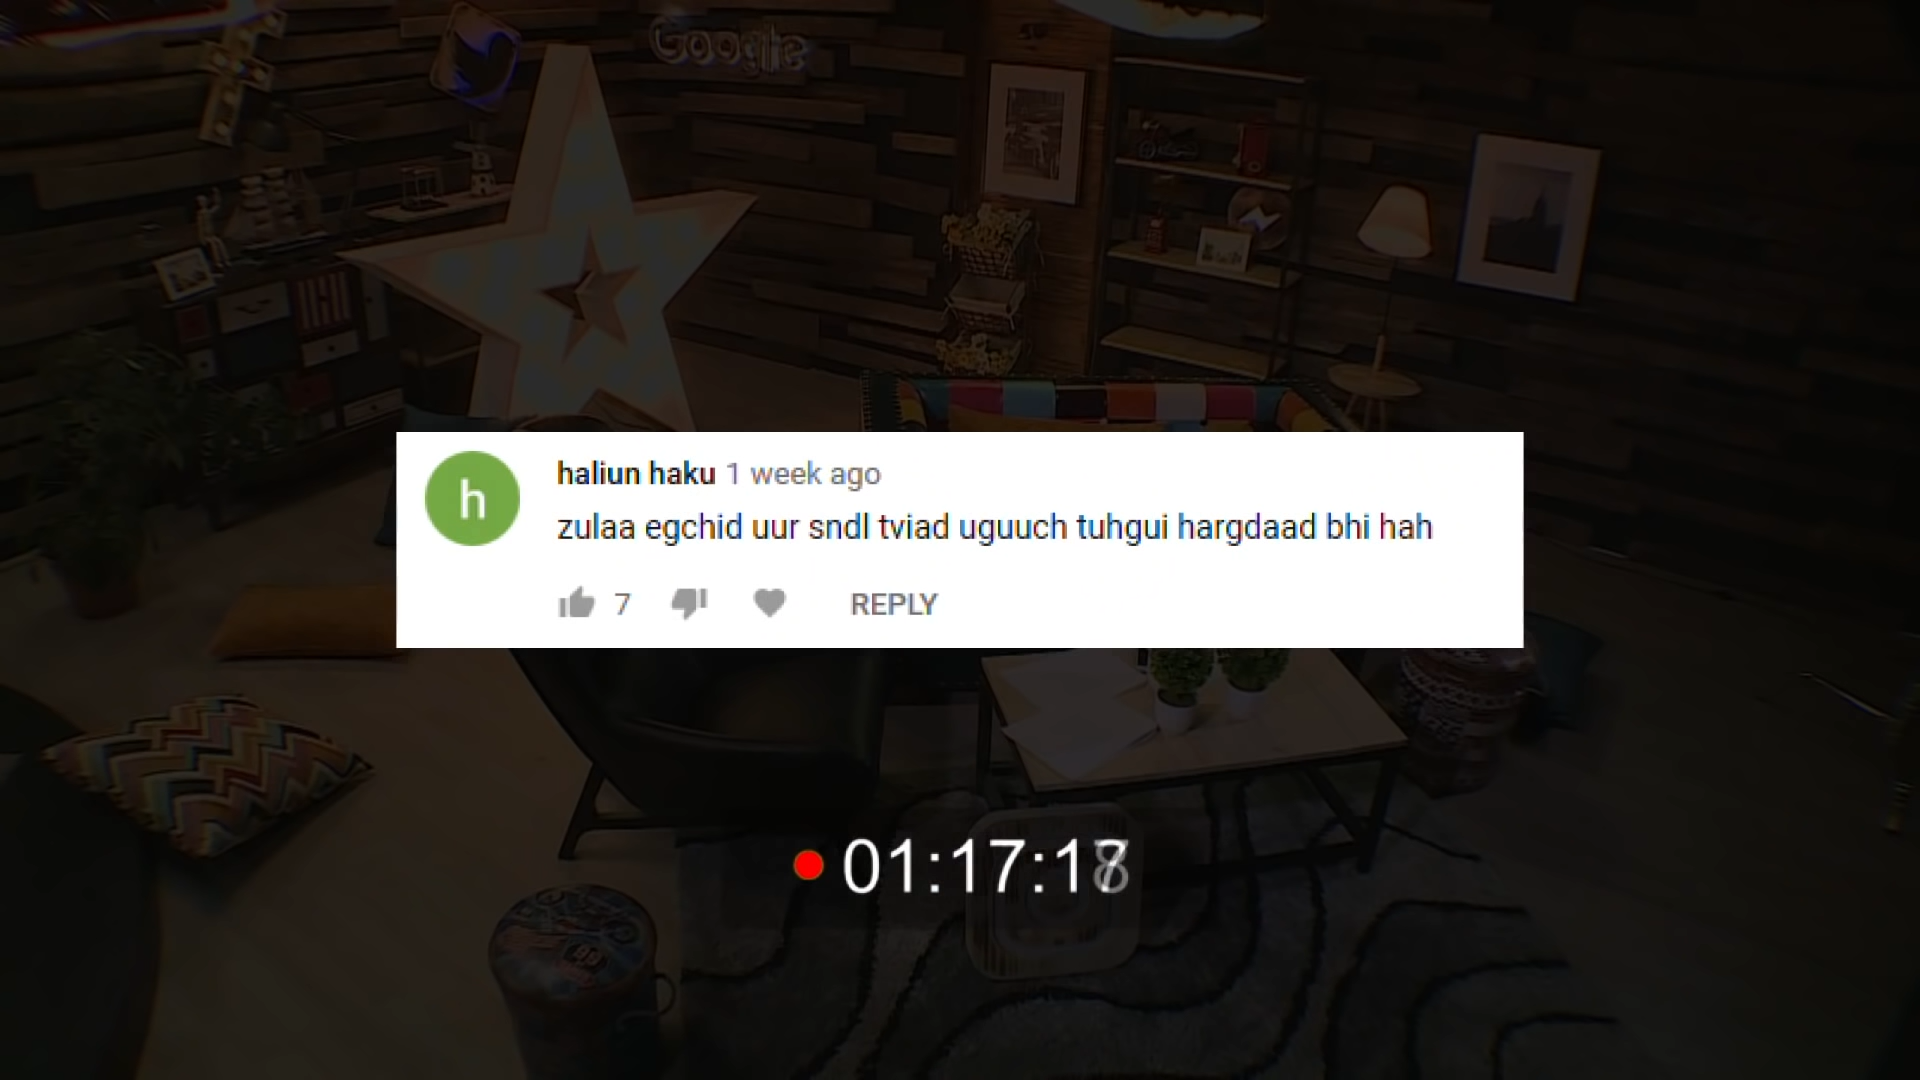 Google
h
haliun haku 1 week ago
zulaa egchid uur sndl tviad uguuch tuhgui hargdaad bhi hah
7
REPLY
01:17:1